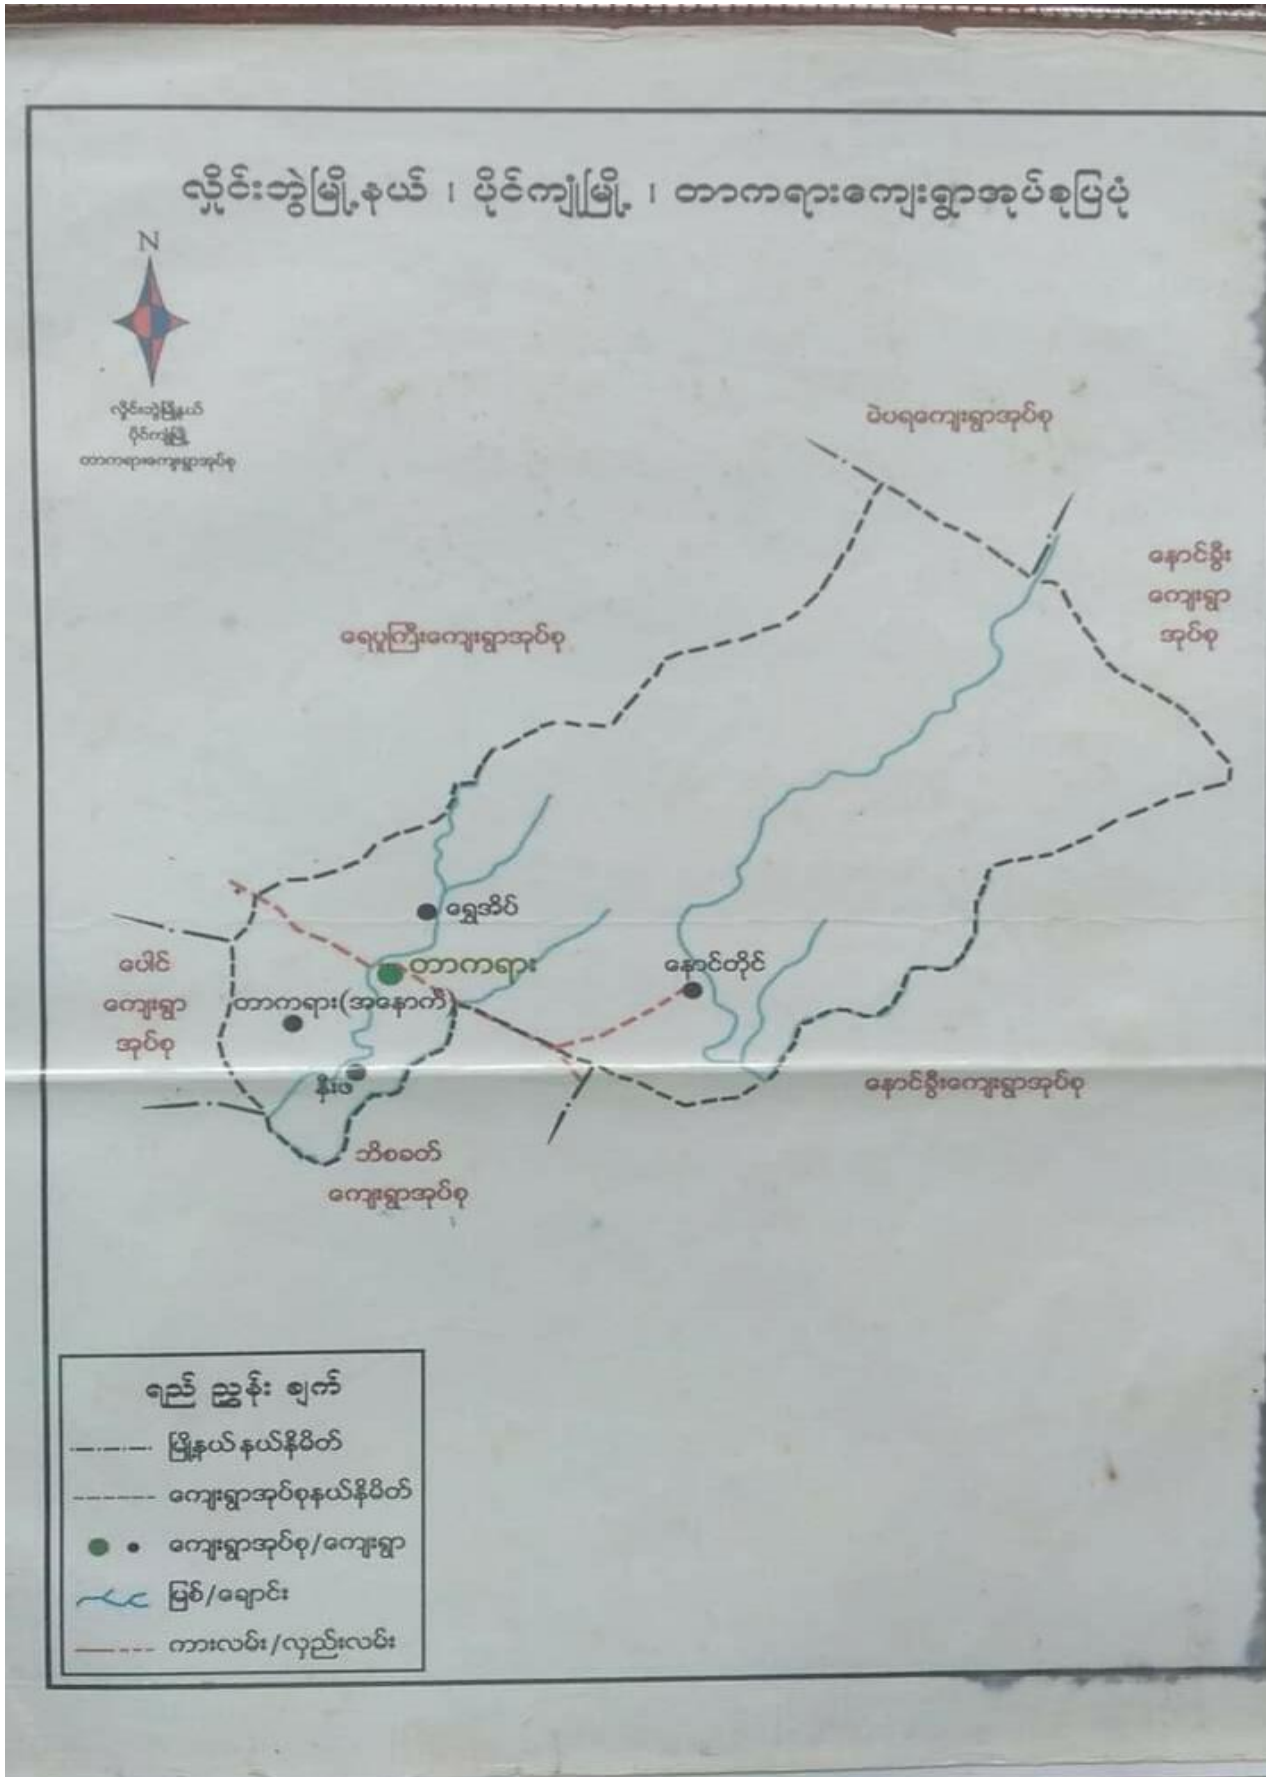 လှိုင်းဘွဲမြို့နယ် ၊ ပိုင်ကျုံမြို့ ၊ တာကရားကျေးရွာအုပ်စုပြပုံ
N
လှိုင်းဘွဲမြို့နယ်
ပိုင်ကျုံမြို့
တာကရားကျေးရွာအုပ်စု
မဲပရကျေးရွာအုပ်စု
နောင်ခွီး
ကျေးရွာ
အုပ်စု
ရေပူကြီးကျေးရွာအုပ်စု
ရွှေအိပ်
တာကရား
နောင်တိုင်
ပေါင်
ကျေးရွာ
အုပ်စု
တာကရား(အနောက်)
နောင်ခွီးကျေးရွာအုပ်စု
ဘိစခတ်
ကျေးရွာအုပ်စု
ရည် ညွှန်း ချက်
မြို့နယ်နယ်နိမိတ်
ကျေးရွာအုပ်စုနယ်နိမိတ်
ကျေးရွာအုပ်စု/ကျေးရွာ
မြစ်/ချောင်း
ကားလမ်း/လှည်းလမ်း